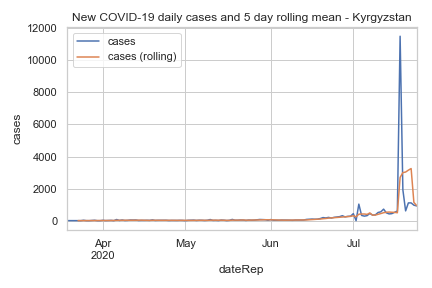 New COVID-19 daily cases and 5 day rolling mean - Kyrgyzstan
12000
10000
8000
6000
4000
2000
0
cases
cases
cases (rolling)
Apr
2020
May
Jun
Jul
dateRep